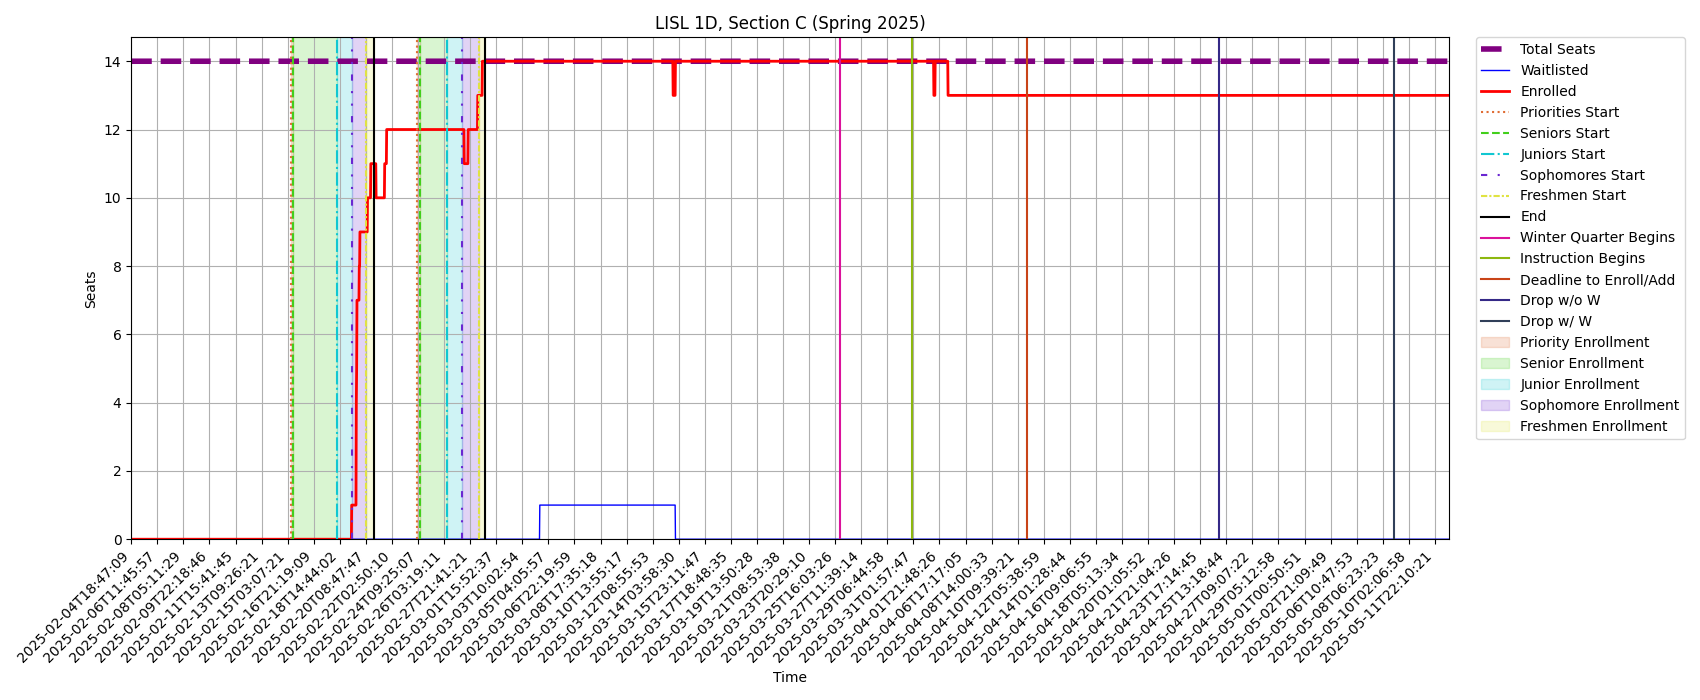 LISL 1D, Section C (Spring 2025)
Seats
14
12
10
8
6
4
2
0
2025-02-04T18:47:09
2025-02-06T11:45:57
2025-02-08T05:11:29
2025-02-09T22:18:46
2025-02-11T15:41:45
2025-02-13T09:26:21
2025-02-15T03:07:21
2025-02-16T21:19:09
2025-02-18T14:44:02
2025-02-20T08:47:47
2025-02-22T02:50:10
2025-02-24T09:25:07
2025-02-26T03:19:11
2025-02-27T21:41:21
2025-03-01T15:52:37
2025-03-03T10:02:54
2025-03-05T04:05:57
2025-03-06T22:19:59
2025-03-08T17:35:18
2025-03-10T13:55:17
2025-03-12T08:55:53
2025-03-14T03:58:30
2025-03-15T23:11:47
2025-03-17T18:48:35
2025-03-19T13:50:28
2025-03-21T08:53:38
2025-03-23T20:29:10
2025-03-25T16:03:26
2025-03-27T11:39:14
2025-03-29T06:44:58
2025-03-31T01:57:47
2025-04-01T21:48:26
2025-04-06T17:17:05
2025-04-08T14:00:33
2025-04-10T09:39:21
2025-04-12T05:38:59
2025-04-14T01:28:44
2025-04-16T09:06:55
2025-04-18T05:13:34
2025-04-20T01:05:52
2025-04-21T21:04:26
2025-04-23T17:14:45
2025-04-25T13:18:44
2025-04-27T09:07:22
2025-04-29T05:12:58
2025-05-01T00:50:51
2025-05-02T21:09:49
2025-05-06T10:47:53
2025-05-08T06:23:23
2025-05-10T02:06:58
2025-05-11T22:10:21
Time
Total Seats
Waitlisted
Enrolled
Priorities Start
Seniors Start
Juniors Start
Sophomores Start
Freshmen Start
End
Winter Quarter Begins
Instruction Begins
Deadline to Enroll/Add
Drop w/o W
Drop w/ W
Priority Enrollment
Senior Enrollment
Junior Enrollment
Sophomore Enrollment
Freshmen Enrollment